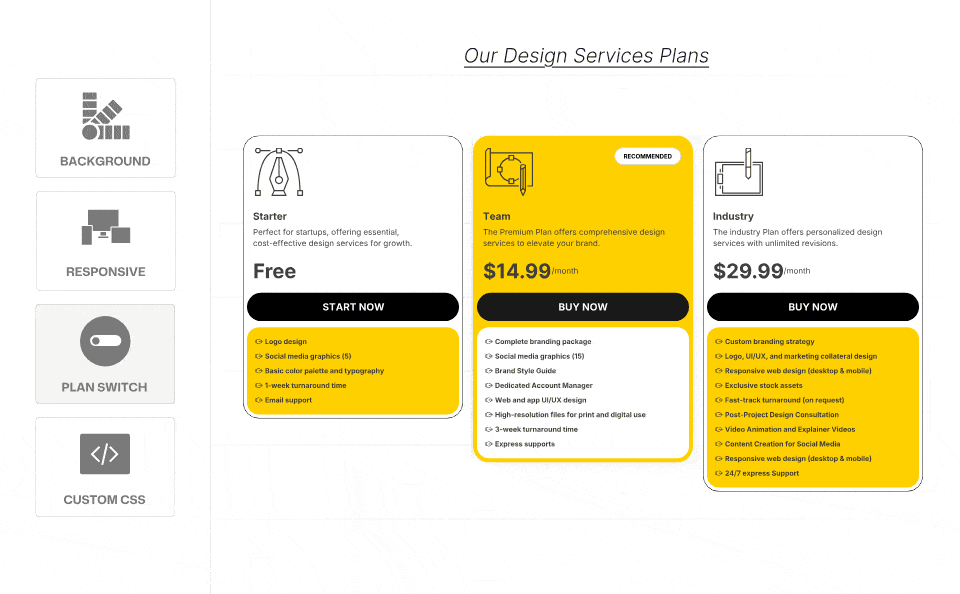 Our Design Services Plans
BACKGROUND
RESPONSIVE
PLAN SWITCH
</>
CUSTOM CSS
Starter
Perfect for startups, offering essential,
cost-effective design services for growth.
Free
START NOW
Logo design
Social media graphics (5)
Basic color palette and typography
1-week turnaround time
Email support
RECOMMENDED
Team
The Premium Plan offers comprehensive design
services to elevate your brand.
$14.99/month
BUY NOW
Complete branding package
Social media graphics (15)
Brand Style Guide
Dedicated Account Manager
Web and app UI/UX design
High-resolution files for print and digital use
3-week turnaround time
Express supports
Industry
The industry Plan offers personalized design
services with unlimited revisions.
$29.99/month
BUY NOW
Custom branding strategy
Logo, UI/UX, and marketing collateral design
Responsive web design (desktop & mobile)
Exclusive stock assets
Fast-track turnaround (on request)
Post-Project Design Consultation
Video Animation and Explainer Videos
Content Creation for Social Media
Responsive web design (desktop & mobile)
24/7 express Support